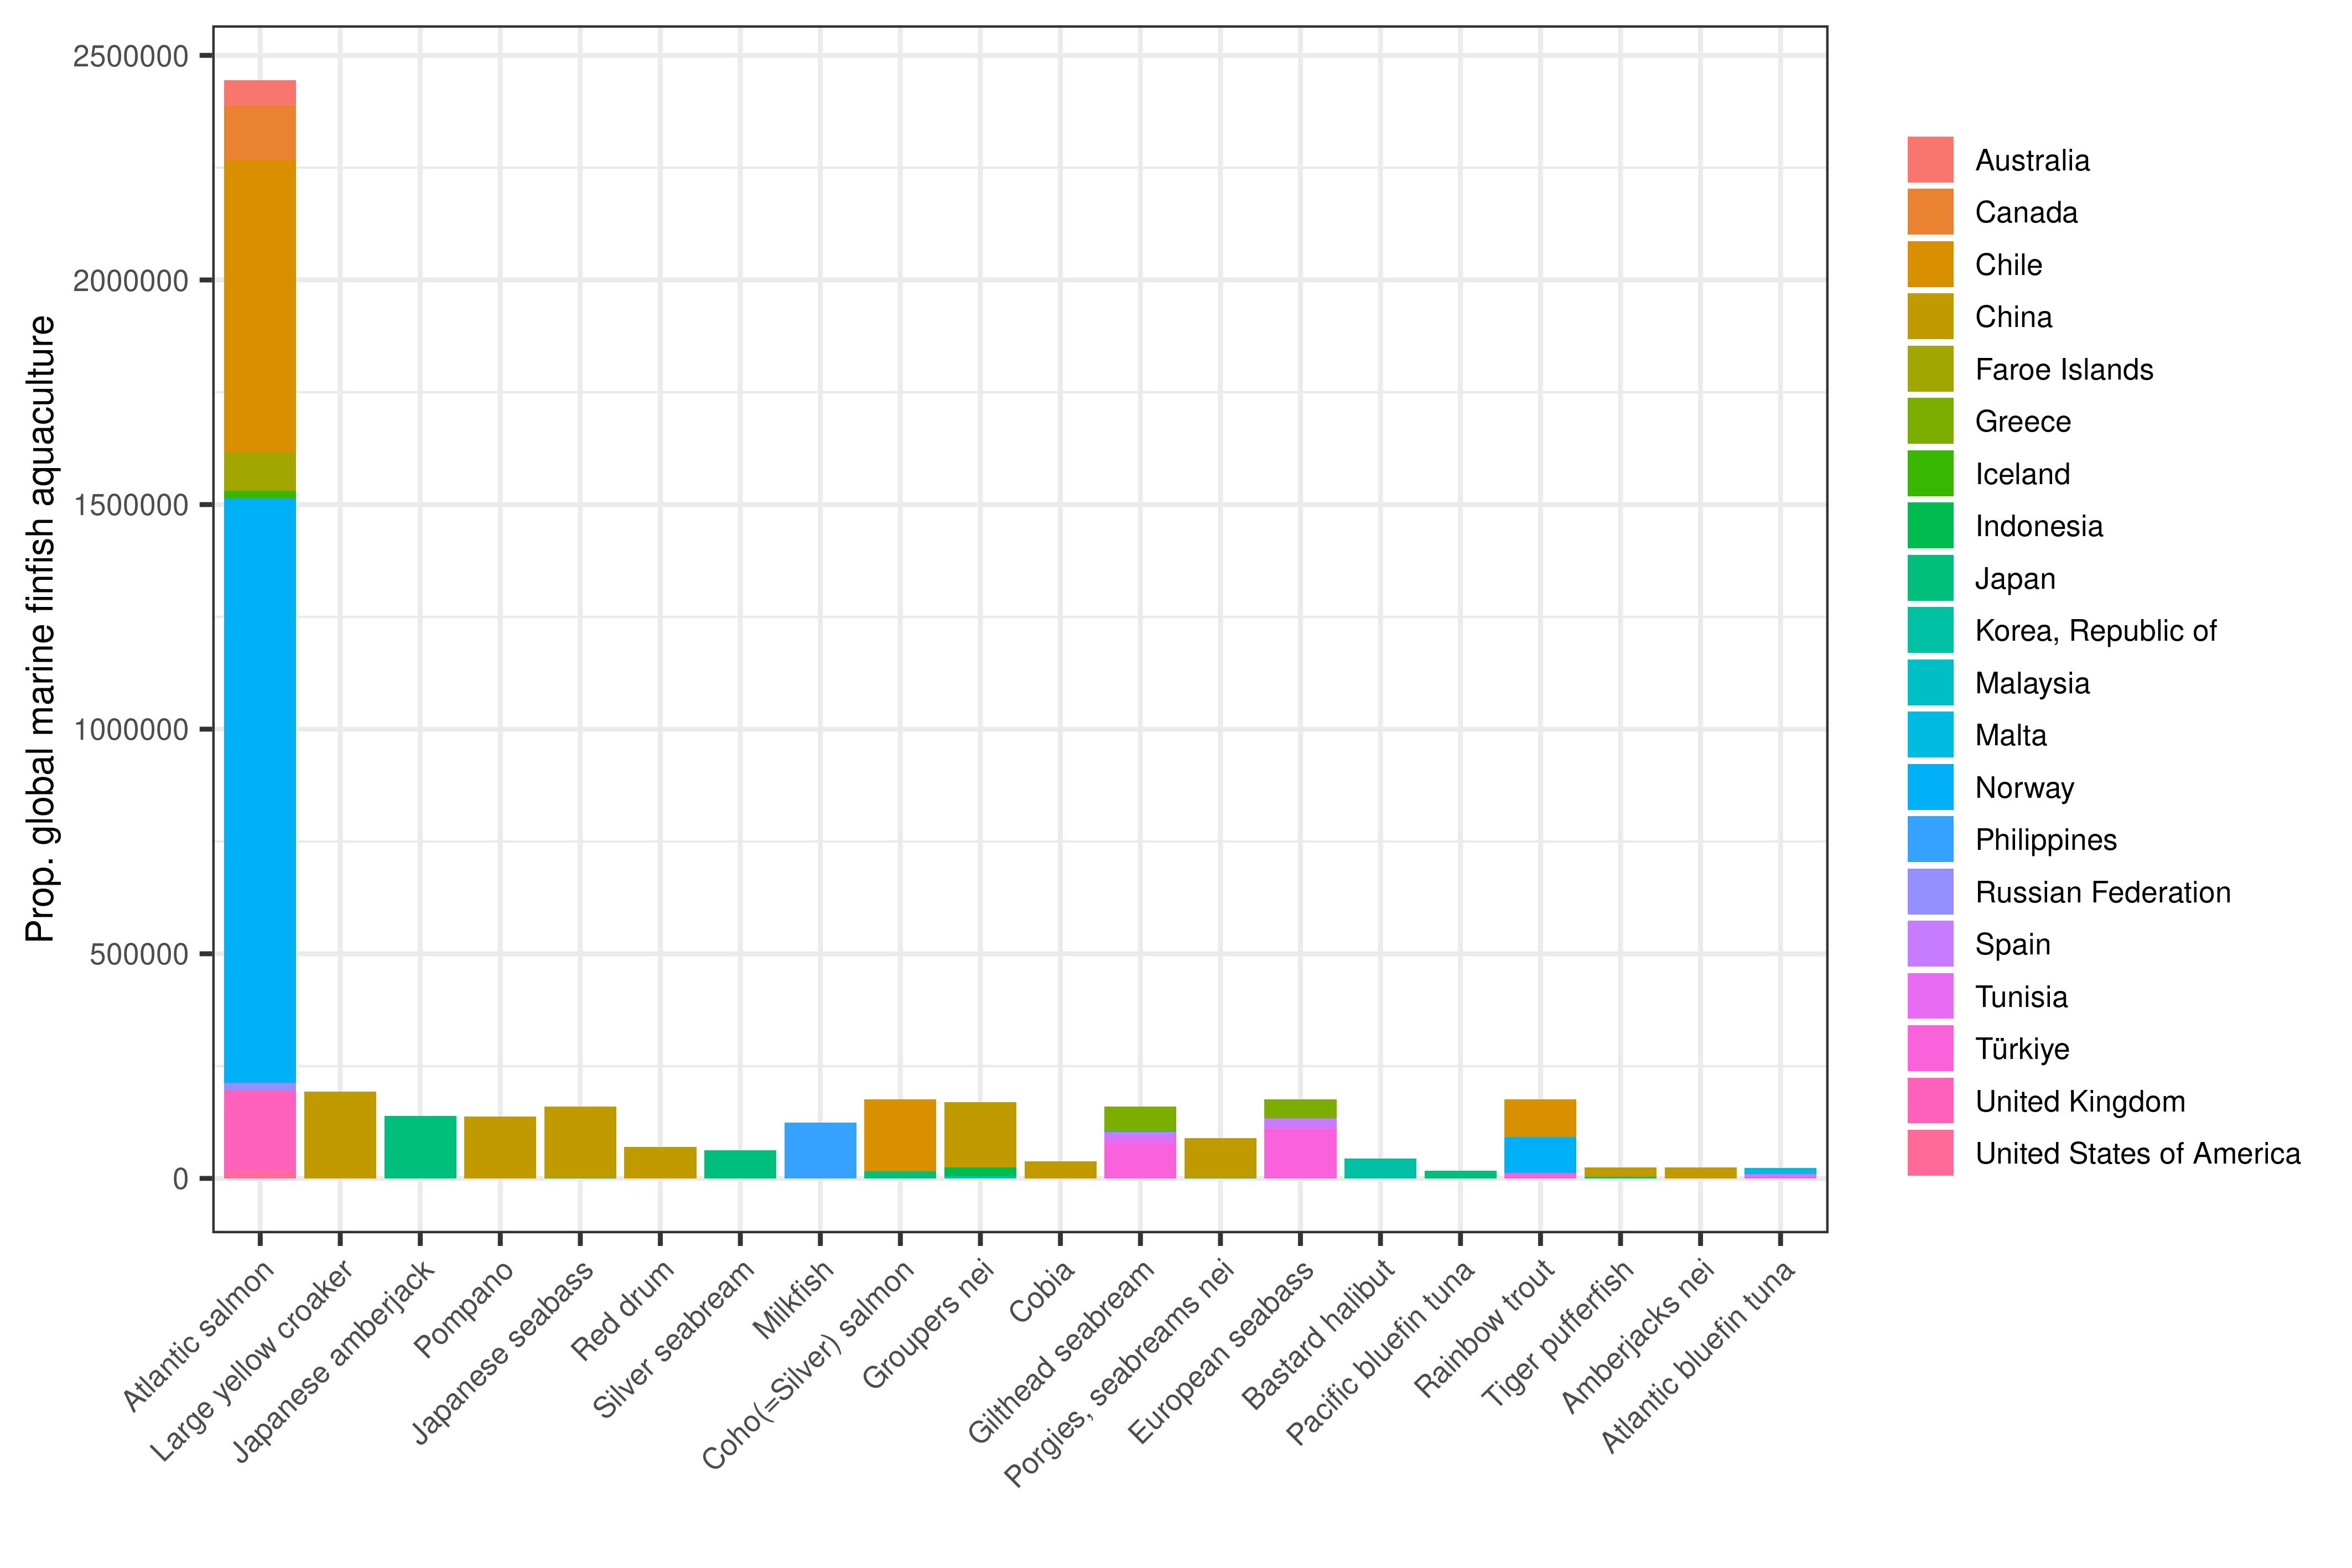 Prop. global marine finfish aquaculture
2500000
2000000
1500000
1000000
500000
0
Atlantic salmon
Large yellow croaker
Japanese amberjack
Pompano
Japanese seabass
Red drum
Silver seabream
Milkfish
Coho(=Silver) salmon
Groupers nei
Cobia
Gilthead seabream
Porgies, seabreams nei
European seabass
Bastard halibut
Pacific bluefin tuna
Rainbow trout
Tiger pufferfish
Amberjacks nei
Atlantic bluefin tuna
Australia
Canada
Chile
China
Faroe Islands
Greece
Iceland
Indonesia
Japan
Korea, Republic of
Malaysia
Malta
Norway
Philippines
Russian Federation
Spain
Tunisia
Türkiye
United Kingdom
United States of America